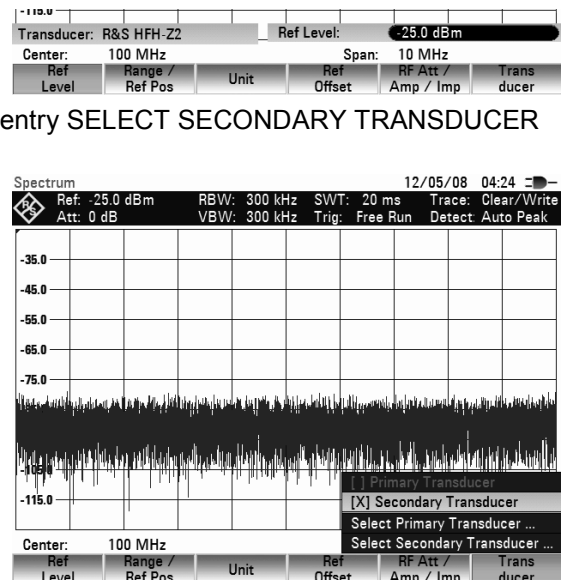 -115.0
Transducer: R&S HFH-Z2 Ref Level: -25.0 dBm
Center: 100 MHz Span: 10 MHz
Ref Level Range / Ref Pos Unit Ref Offset RF Att / Amp / Imp Trans ducer
entry SELECT SECONDARY TRANSDUCER
Spectrum 12/05/08 04:24
Ref: -25.0 dBm RBW: 300 kHz SWT: 20 ms Trace: Clear/Write
Att: 0 dB VBW: 300 kHz Trig: Free Run Detect: Auto Peak
-35.0
-45.0
-55.0
-65.0
-75.0
-105.0
[ ] Primary Transducer
-115.0
[X] Secondary Transducer
Select Primary Transducer ...
Select Secondary Transducer ...
Center: 100 MHz
Ref Level Range / Ref Pos Unit Ref Offset RF Att / Amp / Imp Trans ducer